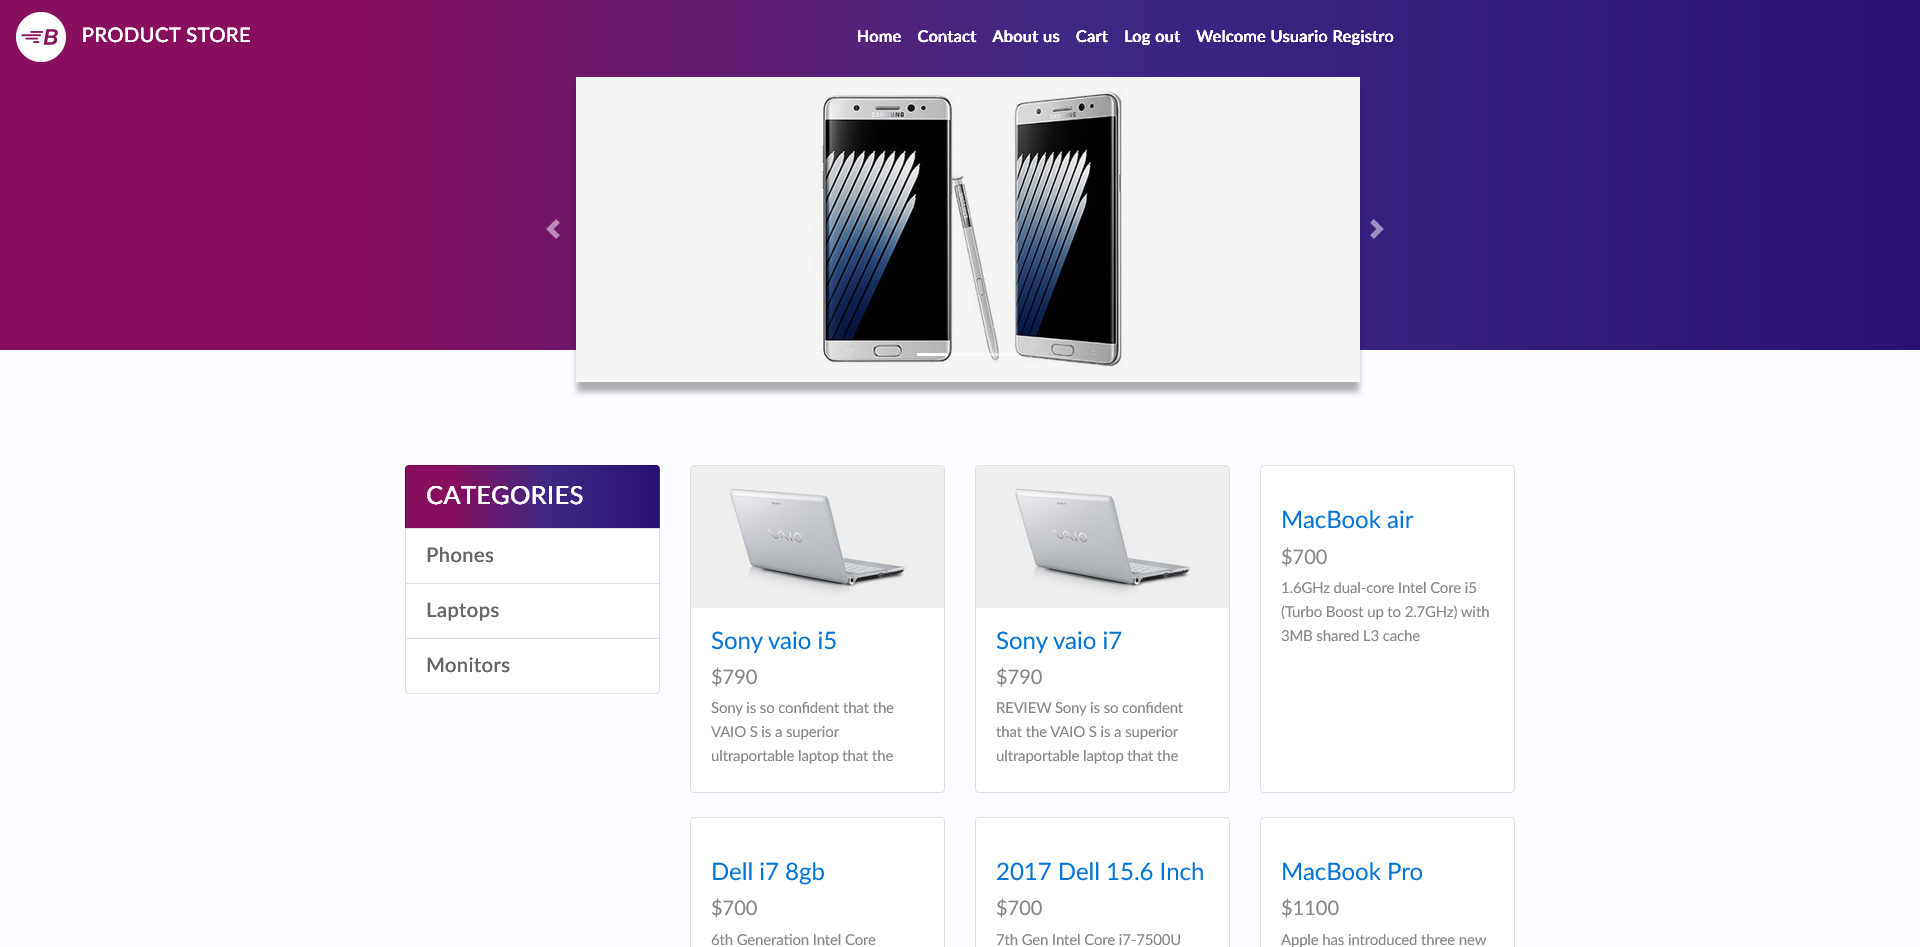 B PRODUCT STORE
Home Contact About us Cart Log out Welcome Usuario Registro
SAMSUNG
SAMSUNG
CATEGORIES
Phones
Laptops
Monitors
VAIO
Sony vaio i5
$790
Sony is so confident that the
VAIO S is a superior
ultraportable laptop that the
VAIO
Sony vaio i7
$790
REVIEW Sony is so confident
that the VAIO S is a superior
ultraportable laptop that the
MacBook air
$700
1.6GHz dual-core Intel Core i5
(Turbo Boost up to 2.7GHz) with
3MB shared L3 cache
Dell i7 8gb
$700
6th Generation Intel Core
2017 Dell 15.6 Inch
$700
7th Gen Intel Core i7-7500U
MacBook Pro
$1100
Apple has introduced three new